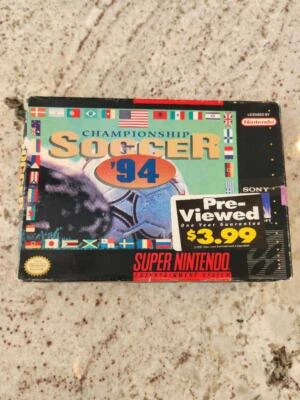 LICENSED BY
Nintendo
CHAMPIONSHIP
SOCCER
'94
SONY
Pre-
Viewed!
One Year Guarantee
$3.99
SUPER NINTENDO
ENTERTAINMENT SYSTEM